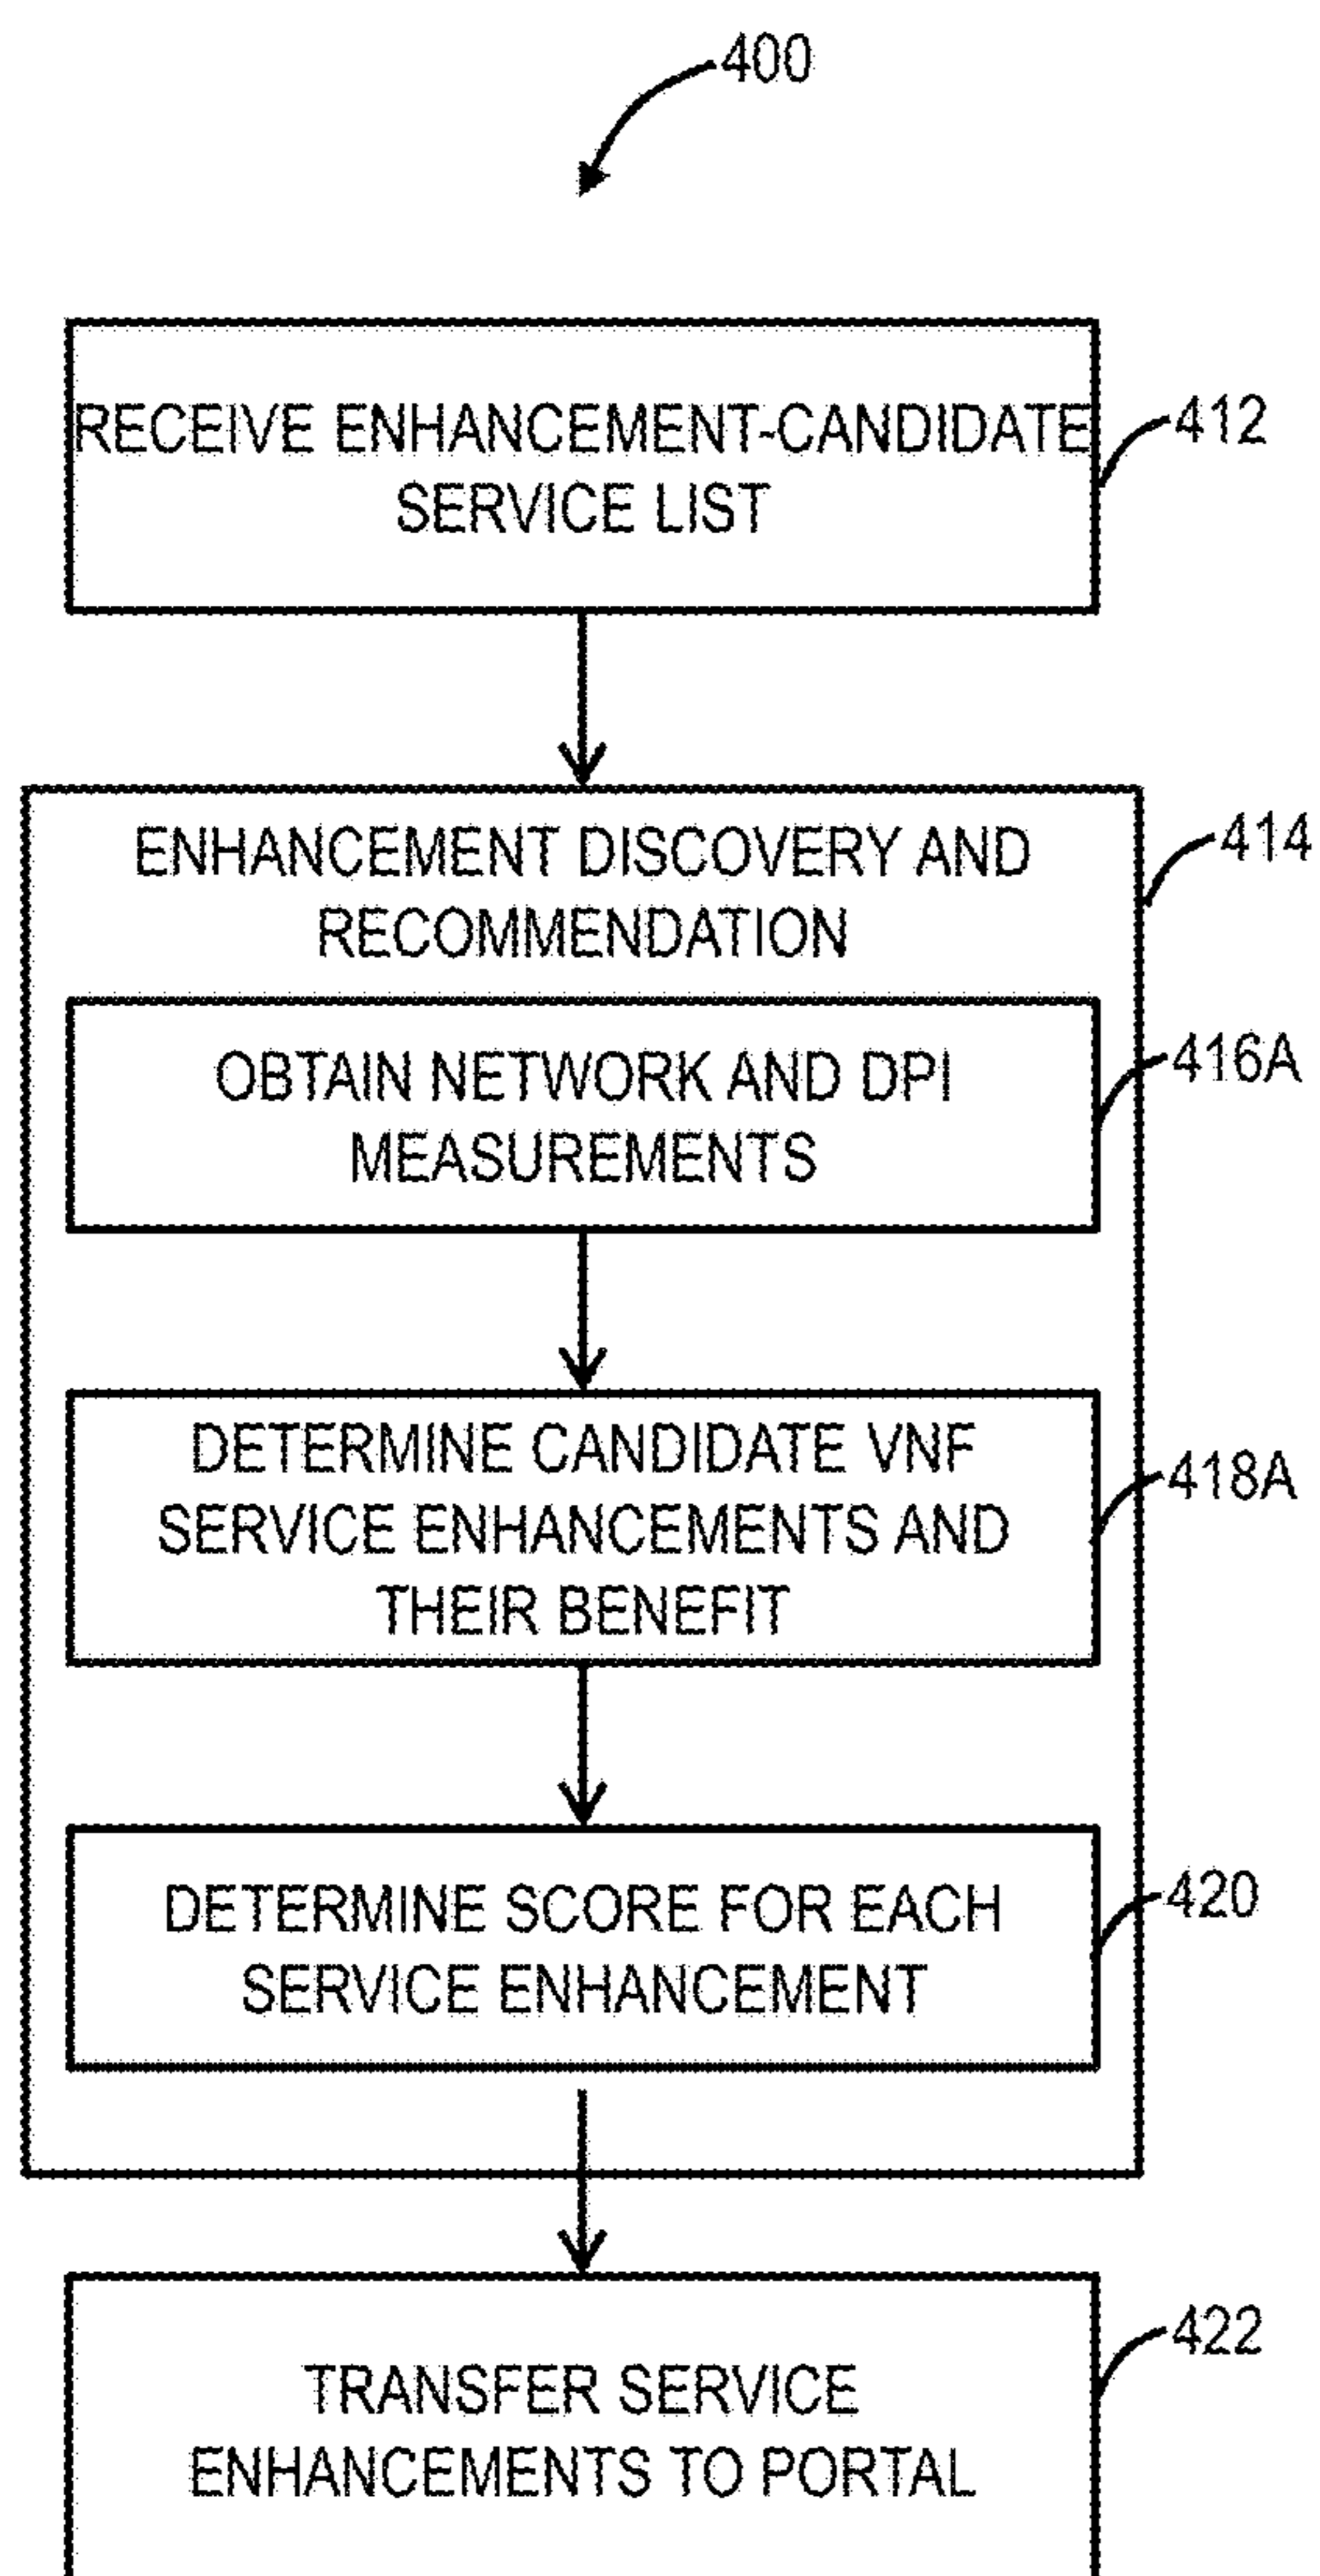 400
RECEIVE ENHANCEMENT-CANDIDATE
SERVICE LIST
412
ENHANCEMENT DISCOVERY AND
RECOMMENDATION
414
OBTAIN NETWORK AND DPI
MEASUREMENTS
416A
DETERMINE CANDIDATE VNF
SERVICE ENHANCEMENTS AND
THEIR BENEFIT
418A
DETERMINE SCORE FOR EACH
SERVICE ENHANCEMENT
420
TRANSFER SERVICE
ENHANCEMENTS TO PORTAL
422